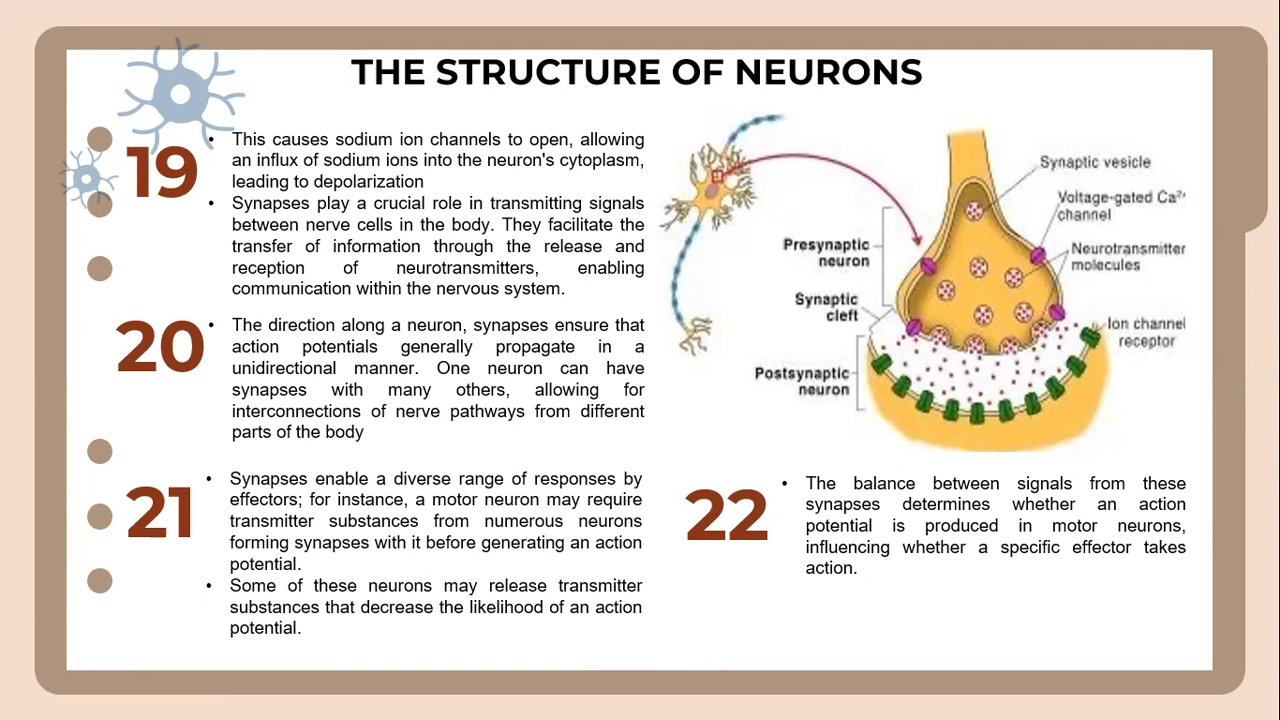 THE STRUCTURE OF NEURONS
19
• This causes sodium ion channels to open, allowing
an influx of sodium ions into the neuron's cytoplasm,
leading to depolarization
• Synapses play a crucial role in transmitting signals
between nerve cells in the body. They facilitate the
transfer of information through the release and
reception of neurotransmitters, enabling
communication within the nervous system.
20
• The direction along a neuron, synapses ensure that
action potentials generally propagate in a
unidirectional manner. One neuron can have
synapses with many others, allowing for
interconnections of nerve pathways from different
parts of the body
21
• Synapses enable a diverse range of responses by
effectors; for instance, a motor neuron may require
transmitter substances from numerous neurons
forming synapses with it before generating an action
potential.
• Some of these neurons may release transmitter
substances that decrease the likelihood of an action
potential.
Synaptic vesicle
Voltage-gated Ca²⁺
channel
Neurotransmitter
molecules
Presynaptic
neuron
Synaptic
cleft
Ion channel
receptor
Postsynaptic
neuron
22
• The balance between signals from these
synapses determines whether an action
potential is produced in motor neurons,
influencing whether a specific effector takes
action.